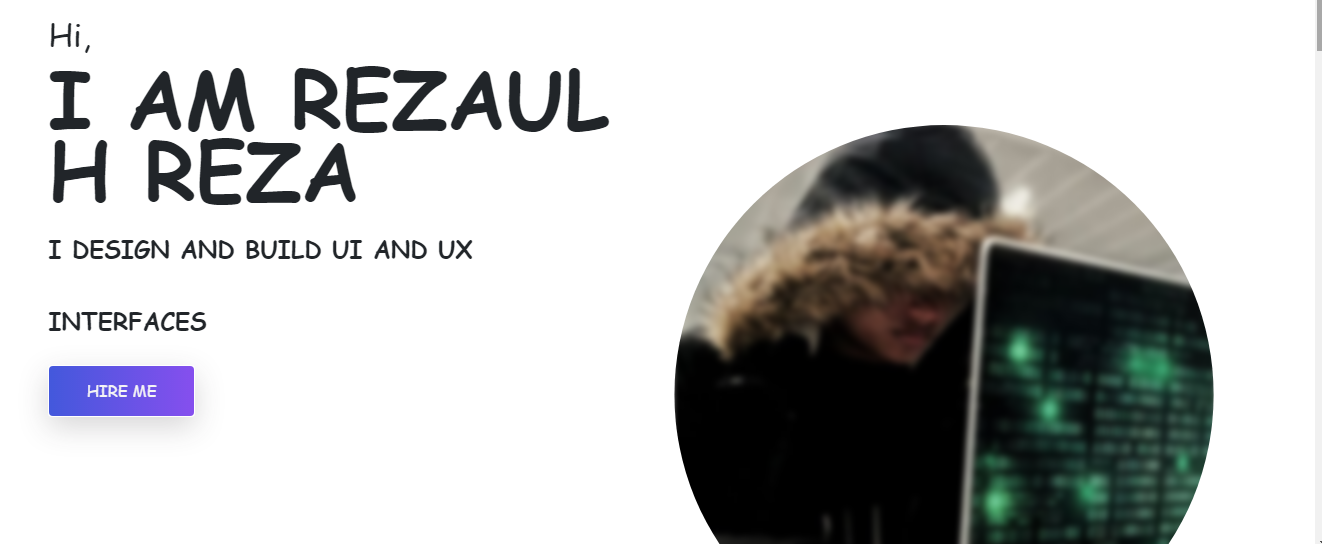 Hi,
I AM REZAUL
H REZA
I DESIGN AND BUILD UI AND UX
INTERFACES
HIRE ME